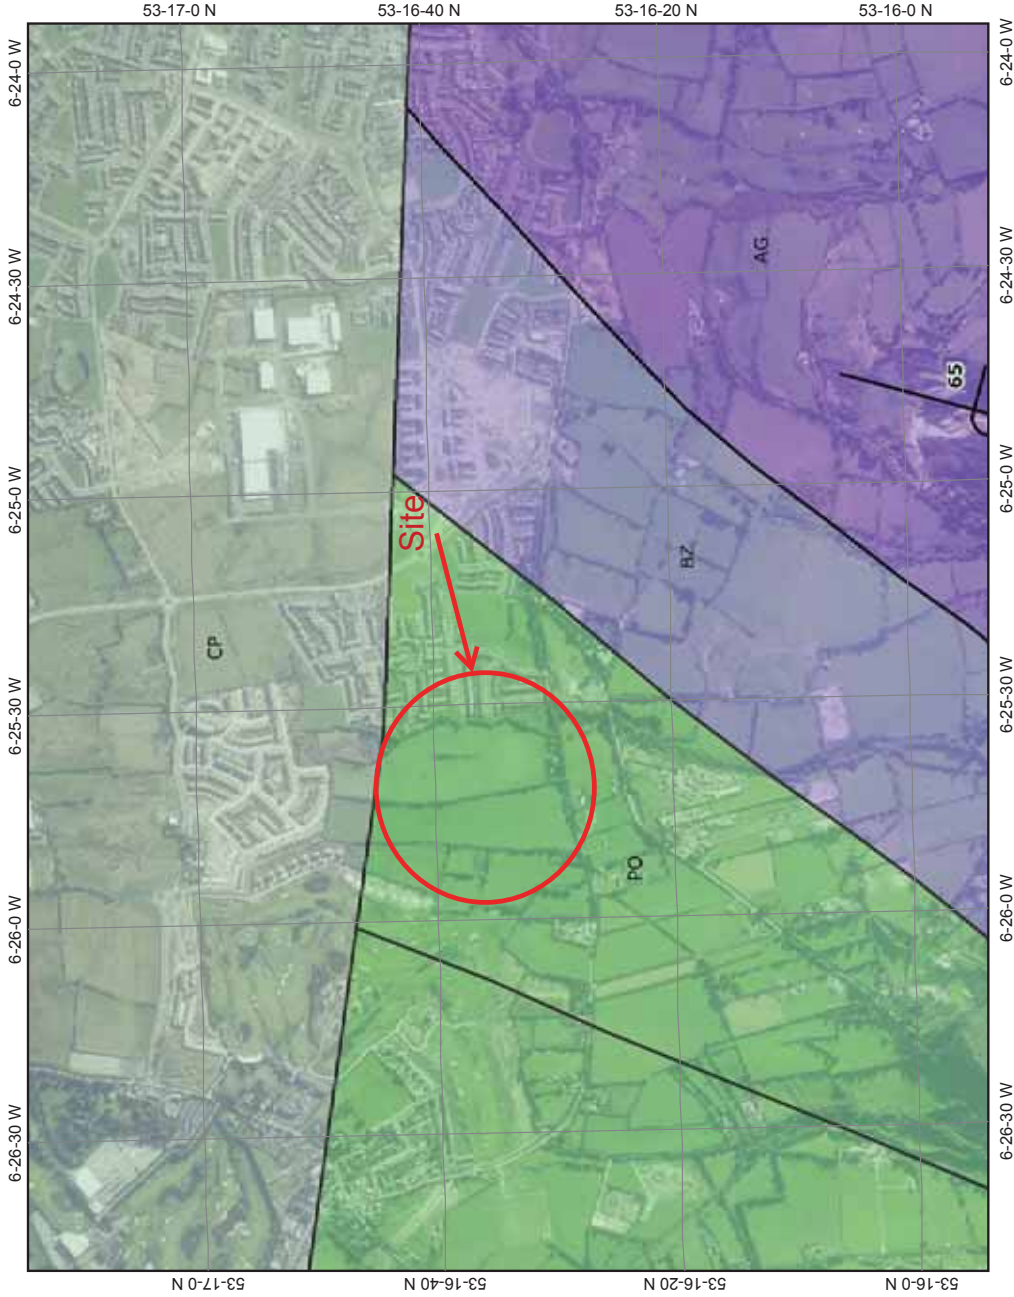 53-17-0 N
53-16-40 N
53-16-20 N
53-16-0 N
6-24-0 W
6-24-0 W
6-24-30 W
6-24-30 W
AG
65
6-25-0 W
6-25-0 W
Site
BZ
CP
6-25-30 W
6-25-30 W
PO
6-26-0 W
6-26-0 W
6-26-30 W
6-26-30 W
53-17-0 N
53-16-40 N
53-16-20 N
53-16-0 N